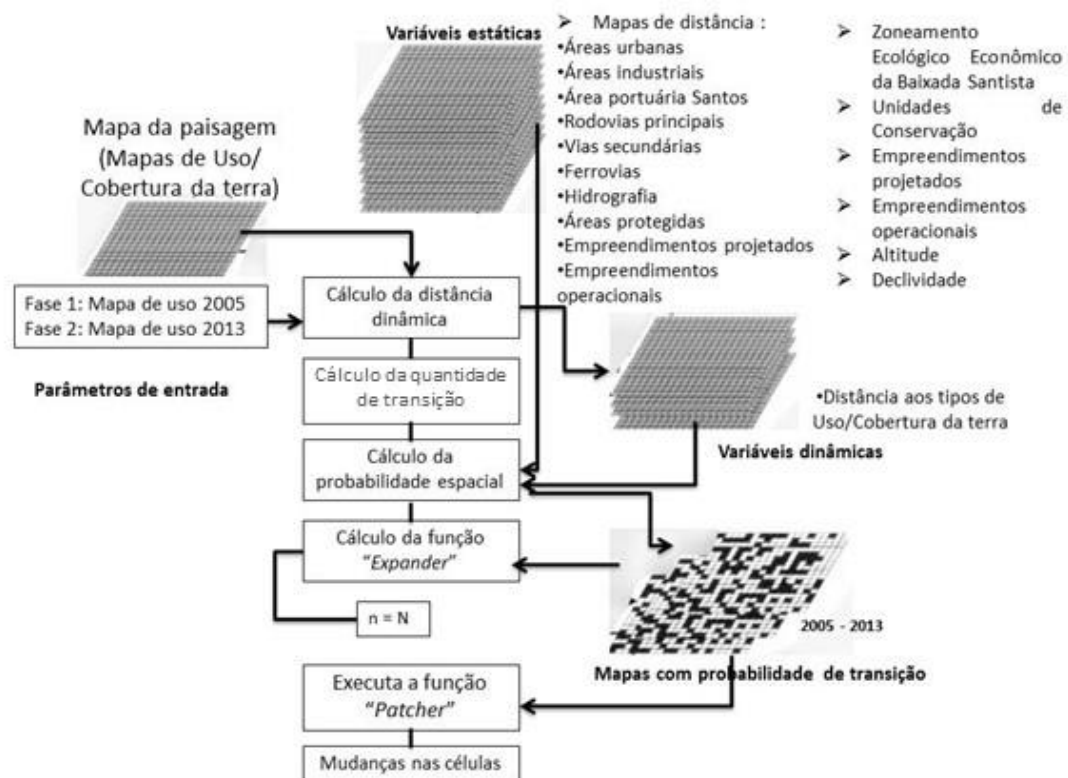 Variáveis estáticas
➢ Mapas de distância :
•Áreas urbanas
•Áreas industriais
•Área portuária Santos
•Rodovias principais
•Vias secundárias
•Ferrovias
•Hidrografia
•Áreas protegidas
•Empreendimentos projetados
•Empreendimentos
operacionais
➢ Zoneamento
Ecológico Econômico
da Baixada Santista
➢ Unidades de
Conservação
➢ Empreendimentos
projetados
➢ Empreendimentos
operacionais
➢ Altitude
➢ Declividade
Mapa da paisagem
(Mapas de Uso/
Cobertura da terra)
Fase 1: Mapa de uso 2005
Fase 2: Mapa de uso 2013
Parâmetros de entrada
Cálculo da distância
dinâmica
Cálculo da quantidade
de transição
Cálculo da
probabilidade espacial
Cálculo da função
“Expander”
n = N
Executa a função
“Patcher”
Mudanças nas células
•Distância aos tipos de
Uso/Cobertura da terra
Variáveis dinâmicas
2005 - 2013
Mapas com probabilidade de transição